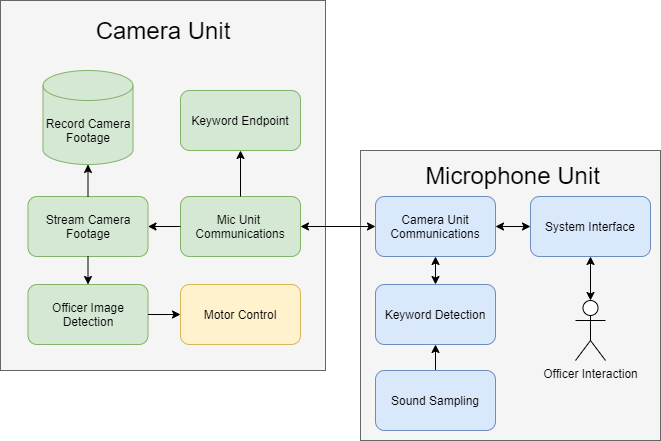 Camera Unit
Record Camera
Footage
Keyword Endpoint
Stream Camera
Footage
Mic Unit
Communications
Officer Image
Detection
Motor Control
Microphone Unit
Camera Unit
Communications
System Interface
Keyword Detection
Officer Interaction
Sound Sampling